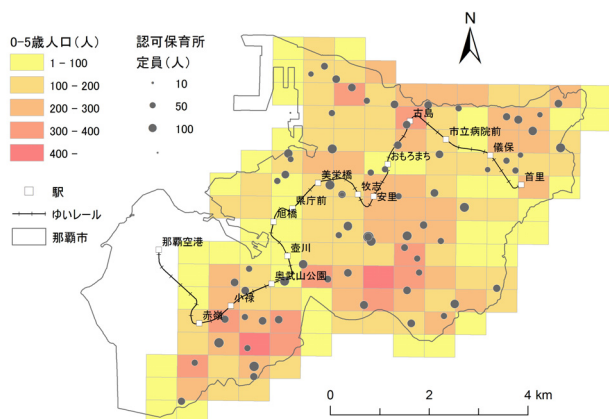 0-5歳人口(人)
1 - 100
100 - 200
200 - 300
300 - 400
400 -
認可保育所
定員(人)
10
50
100
駅
ゆいレール
那覇市
N
古島
市立病院前
儀保
おもろまち
首里
美栄橋
牧志
安里
県庁前
旭橋
那覇空港
壺川
奥武山公園
小禄
赤嶺
0 2 4 km